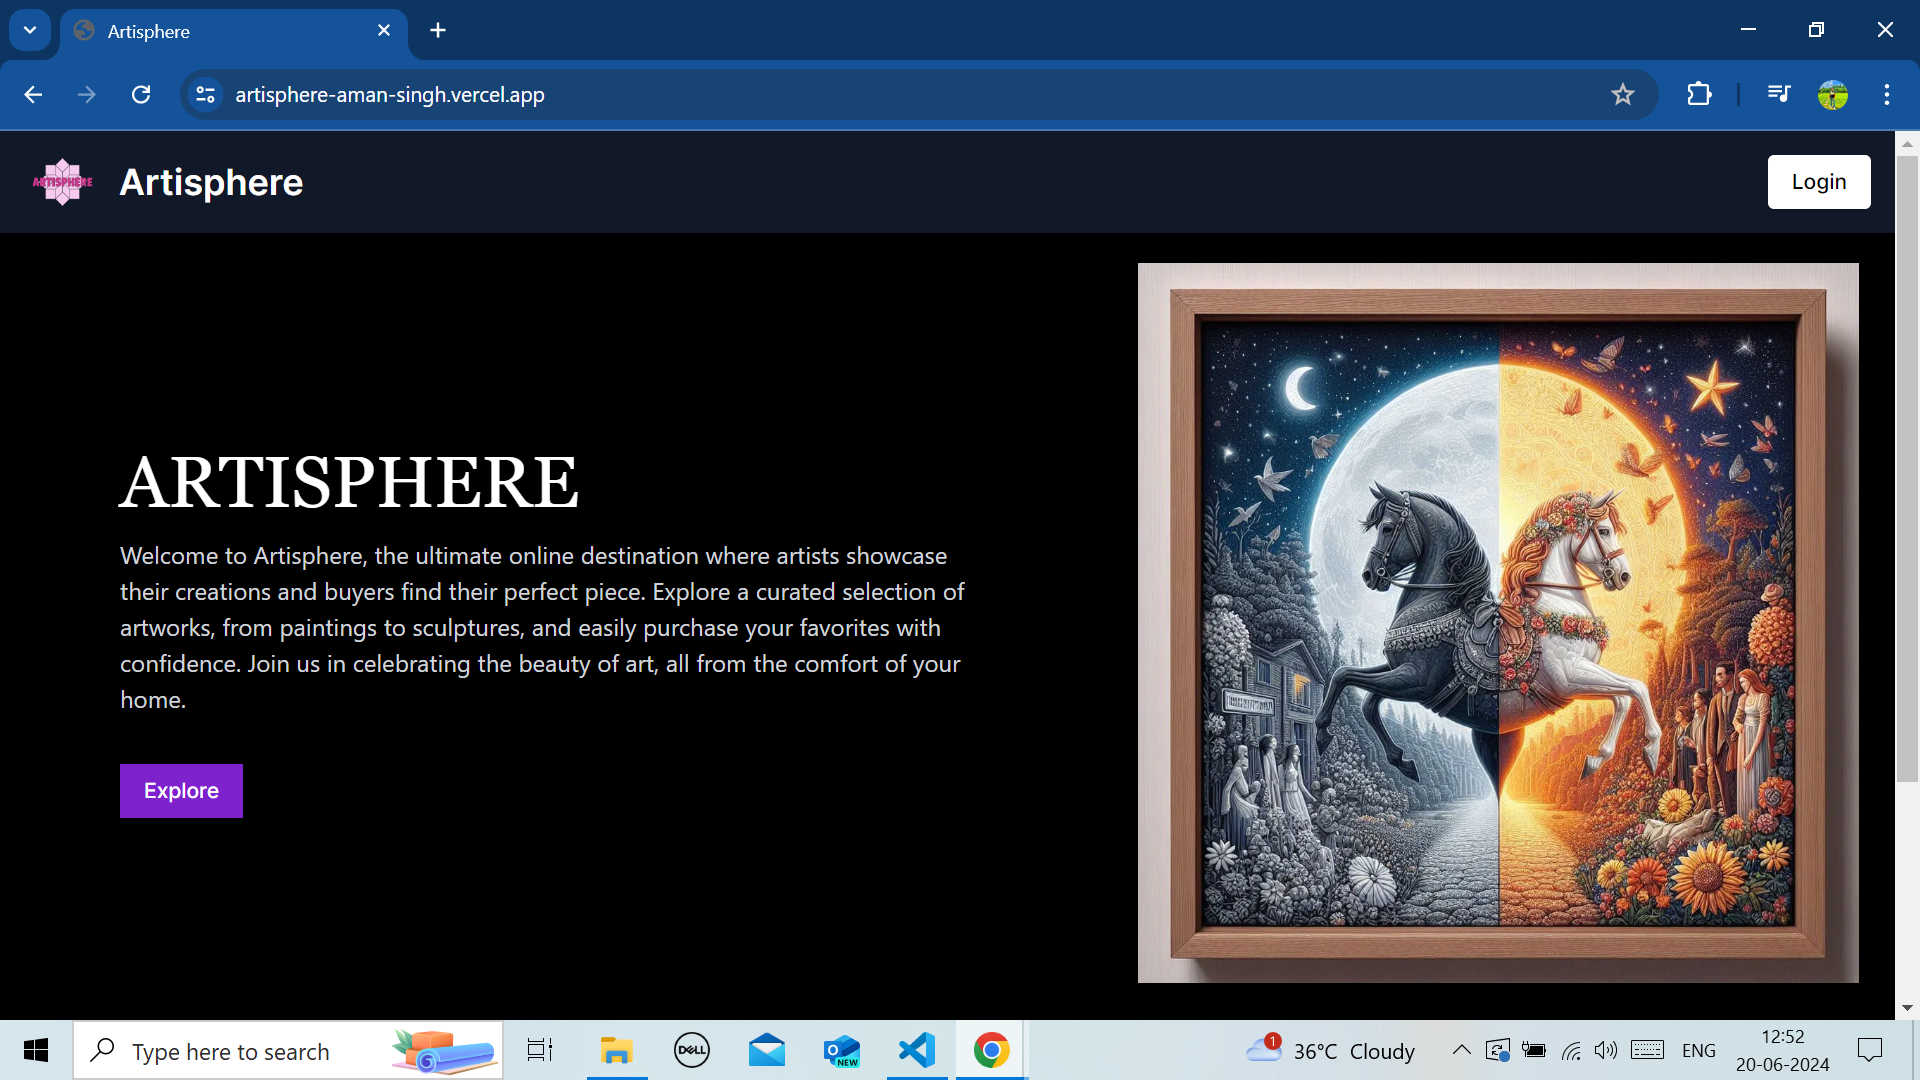 Artisphere
artisphere-aman-singh.vercel.app
ARTISPHERE
Artisphere
Login
ARTISPHERE
Welcome to Artisphere, the ultimate online destination where artists showcase
their creations and buyers find their perfect piece. Explore a curated selection of
artworks, from paintings to sculptures, and easily purchase your favorites with
confidence. Join us in celebrating the beauty of art, all from the comfort of your
home.
Explore
Type here to search
DELL
NEW
1
36°C Cloudy
ENG
12:52
20-06-2024